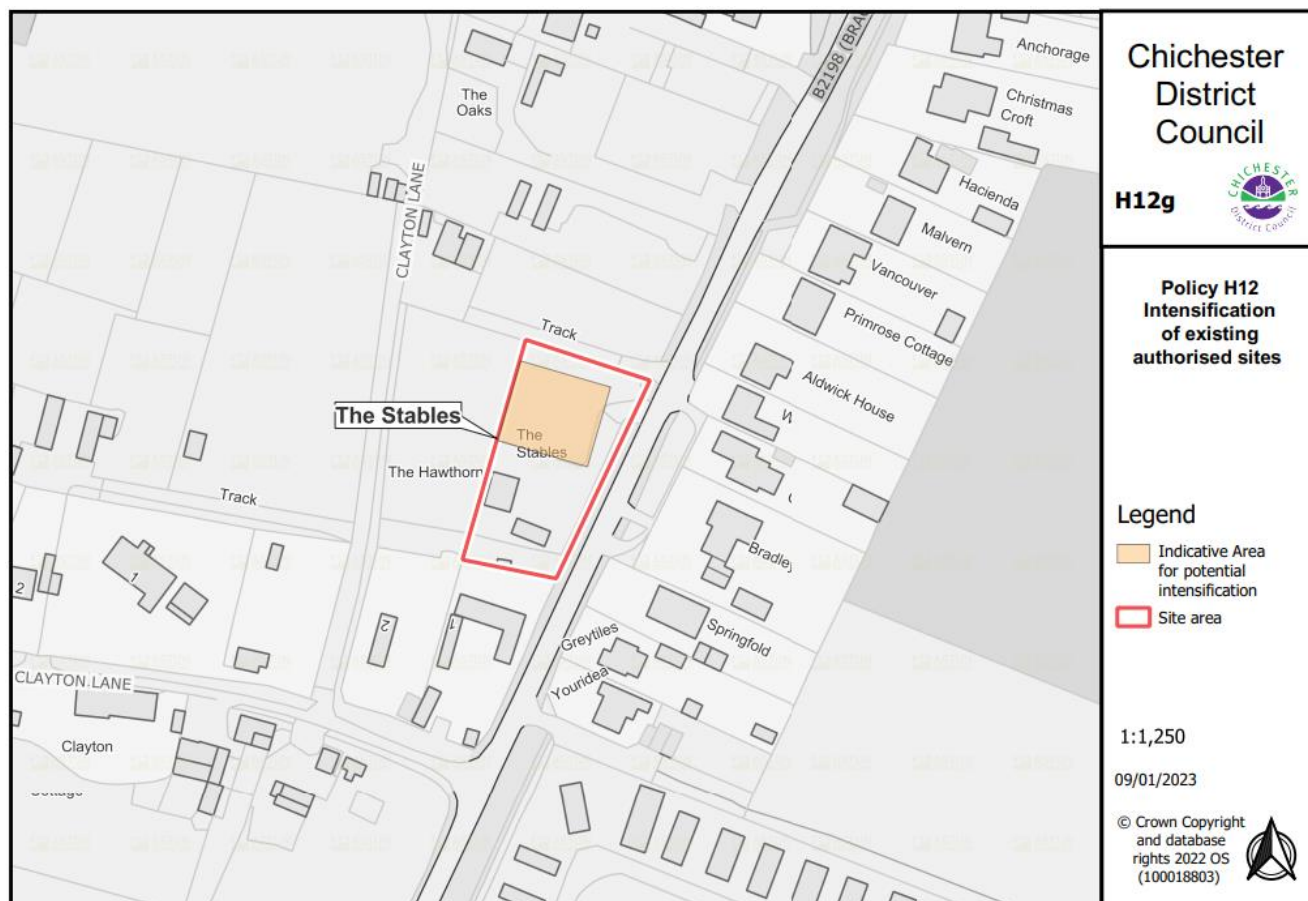 B2198 (BRAC
Anchorage
Christmas
Croft
Hacienda
Malvern
Vancouver
Primrose Cottage
Aldwick House
W
Bradley
Springfold
Greytiles
Youridea
The
Oaks
CLAYTON LANE
Track
The Stables
The
Stables
The Hawthorn
Track
1
2
2
1
CLAYTON LANE
Clayton
Cottage
Chichester
District
Council
H12g
CHICHESTER
District Council
Policy H12
Intensification
of existing
authorised sites
Legend
Indicative Area
for potential
intensification
Site area
1:1,250
09/01/2023
© Crown Copyright
and database
rights 2022 OS
(100018803)